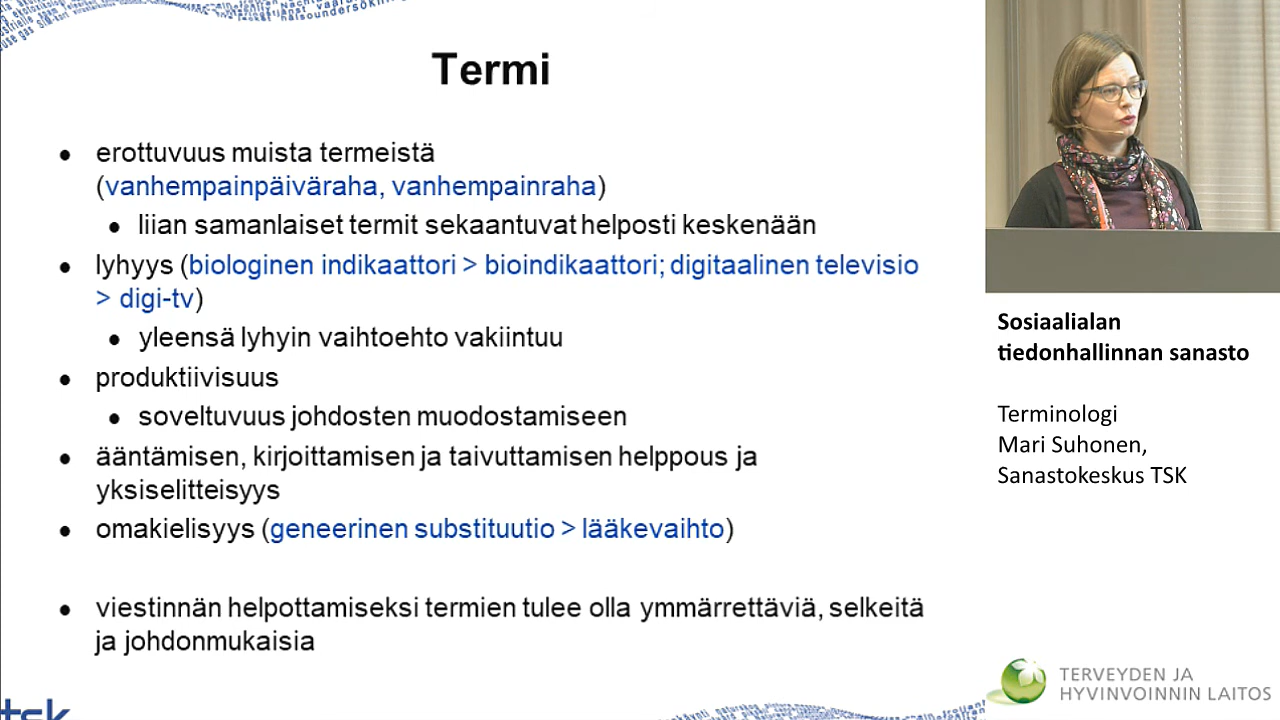 Termi
• erottuvuus muista termeistä
(vanhempainpäiväraha, vanhempainraha)
• liian samanlaiset termit sekaantuvat helposti keskenään
• lyhyys (biologinen indikaattori > bioindikaattori; digitaalinen televisio
> digi-tv)
• yleensä lyhyin vaihtoehto vakiintuu
• produktiivisuus
• soveltuvuus johdosten muodostamiseen
• ääntämisen, kirjoittamisen ja taivuttamisen helppous ja
yksiselitteisyys
• omakielisyys (geneerinen substituutio > lääkevaihto)
• viestinnän helpottamiseksi termien tulee olla ymmärrettäviä, selkeitä
ja johdonmukaisia
tsk
Sosiaalialan
tiedonhallinnan sanasto
Terminologi
Mari Suhonen,
Sanastokeskus TSK
TERVEYDEN JA
HYVINVOINNIN LAITOS